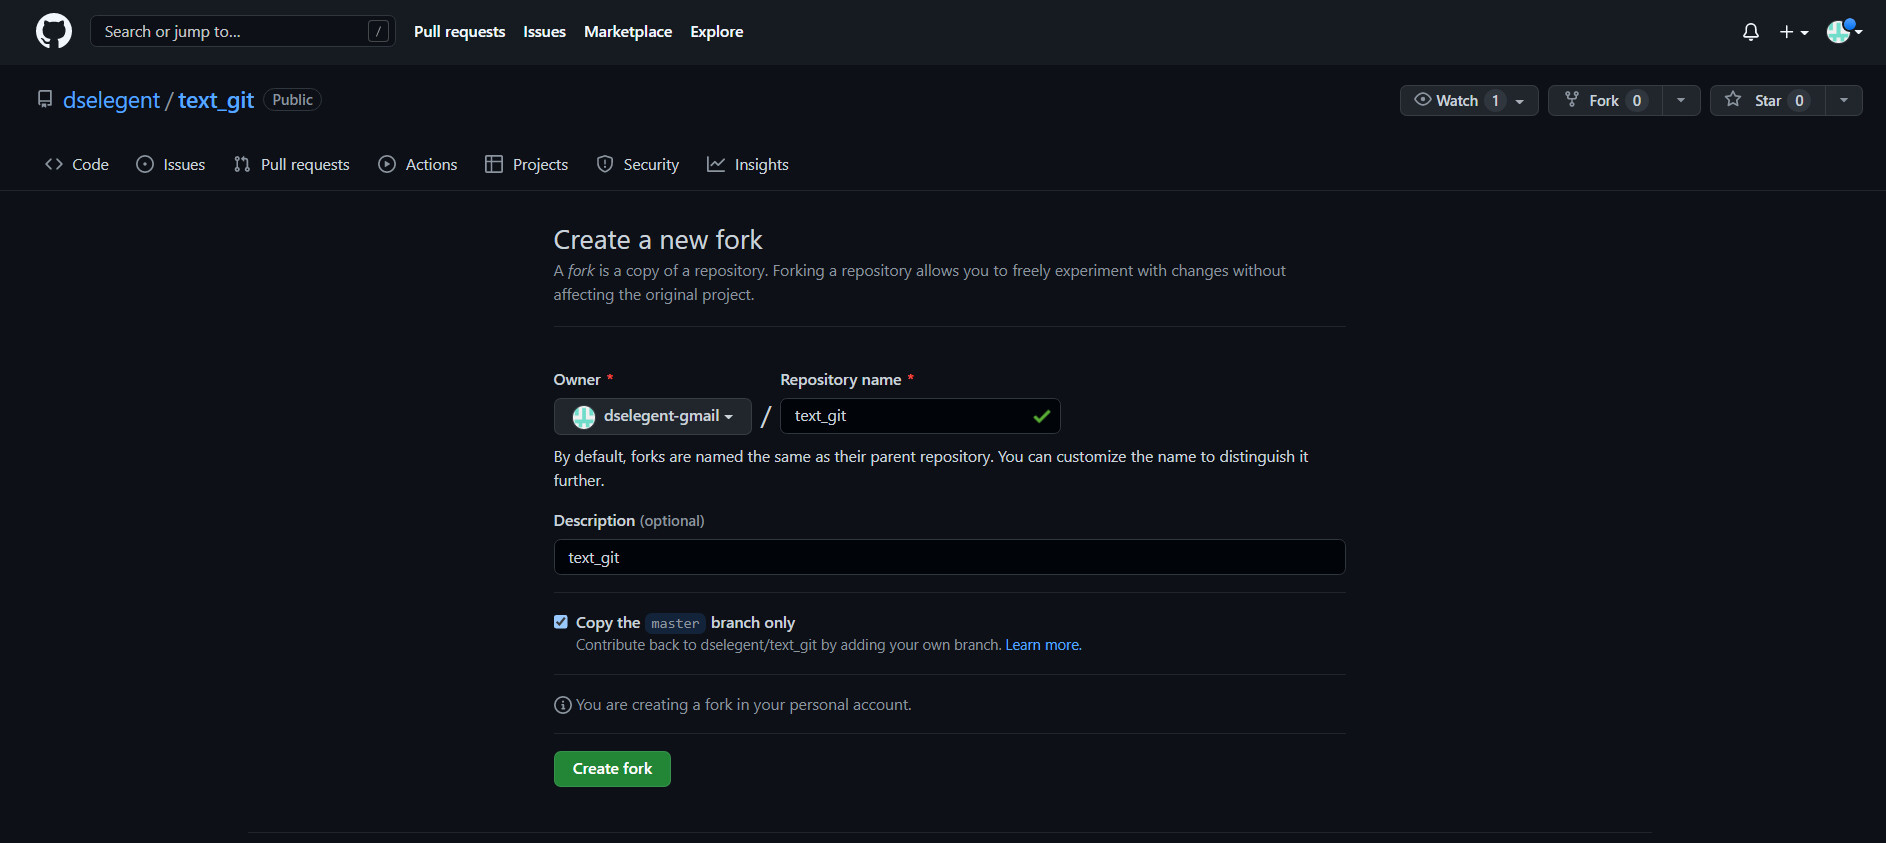 Search or jump to... / Pull requests Issues Marketplace Explore
dselegent / text_git Public Watch 1 Fork 0 Star 0
Code Issues Pull requests Actions Projects Security Insights
Create a new fork
A fork is a copy of a repository. Forking a repository allows you to freely experiment with changes without
affecting the original project.
Owner * Repository name *
dselegent-gmail / text_git
By default, forks are named the same as their parent repository. You can customize the name to distinguish it
further.
Description (optional)
text_git
Copy the master branch only
Contribute back to dselegent/text_git by adding your own branch. Learn more.
You are creating a fork in your personal account.
Create fork